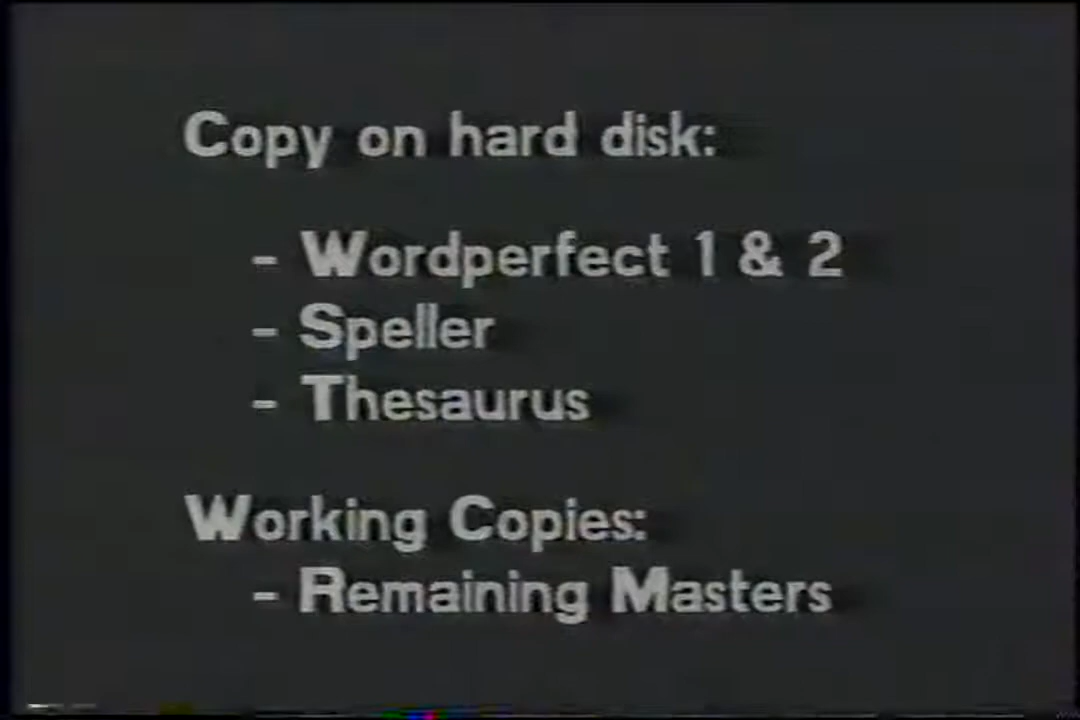 Copy on hard disk:
- Wordperfect 1 & 2
- Speller
- Thesaurus
Working Copies:
- Remaining Masters